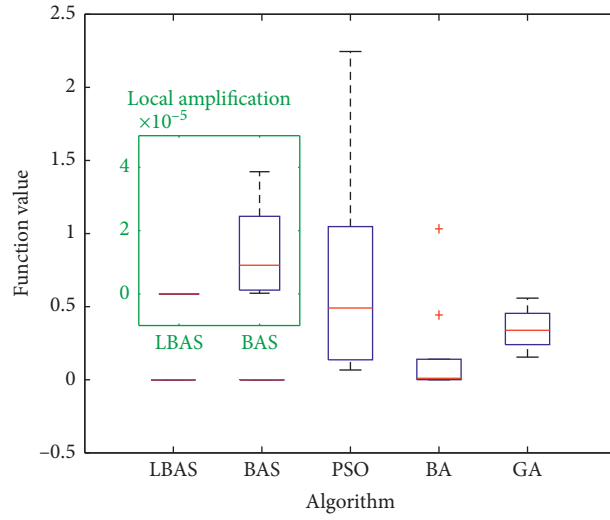 2.5
2
1.5
1
0.5
0
−0.5
Function value
Local amplification
×10−5
4
2
0
LBAS BAS
LBAS BAS PSO BA GA
Algorithm